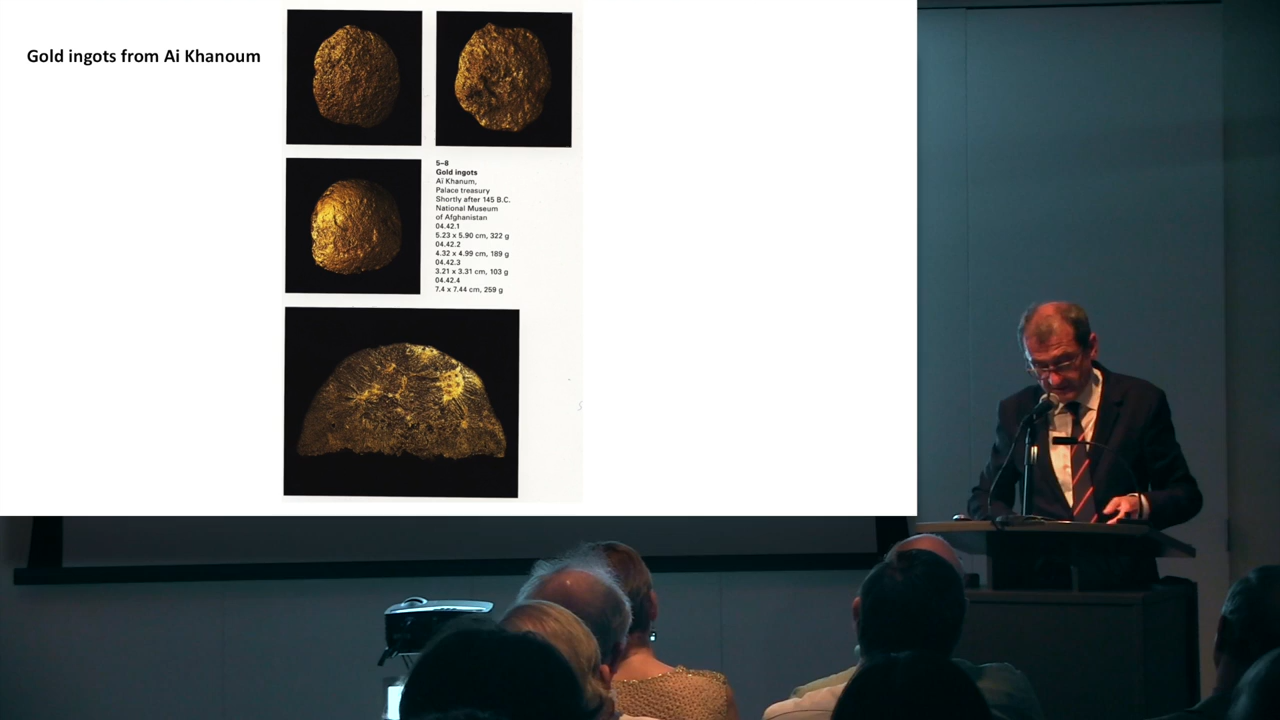 Gold ingots from Ai Khanoum
5–8
Gold ingots
Aï Khanum,
Palace treasury
Shortly after 145 B.C.
National Museum
of Afghanistan
04.42.1
5.23 x 5.90 cm, 322 g
04.42.2
4.32 x 4.99 cm, 189 g
04.42.3
3.21 x 3.31 cm, 103 g
04.42.4
7.4 x 7.44 cm, 259 g